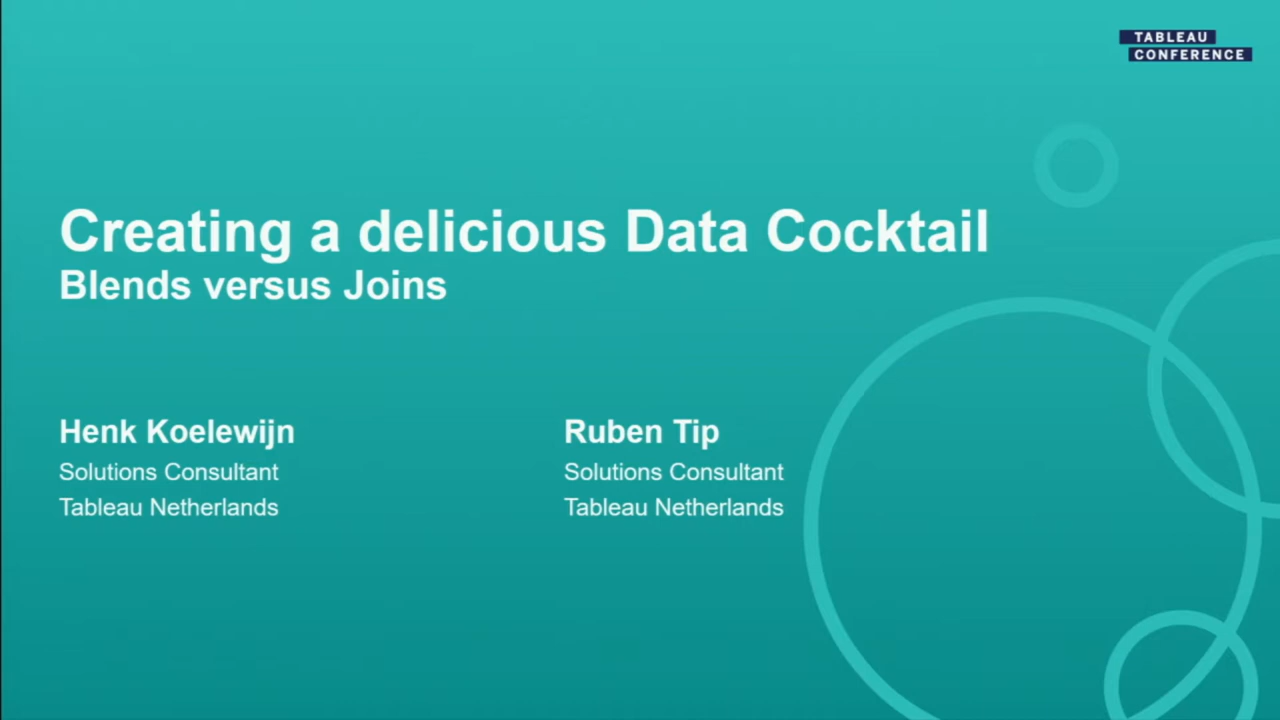 TABLEAU
CONFERENCE
Creating a delicious Data Cocktail
Blends versus Joins
Henk Koelewijn
Solutions Consultant
Tableau Netherlands
Ruben Tip
Solutions Consultant
Tableau Netherlands